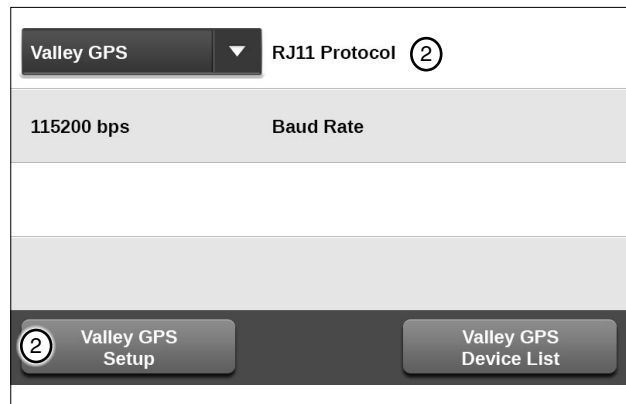 Valley GPS RJ11 Protocol 2
115200 bps Baud Rate
2 Valley GPS
Setup
Valley GPS
Device List